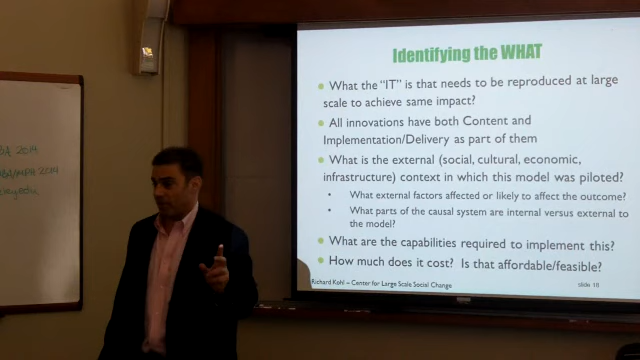 2014
MPH 2014
Identifying the WHAT
What the "IT" is that needs to be reproduced at large
scale to achieve same impact?
All innovations have both Content and
Implementation/Delivery as part of them
What is the external (social, cultural, economic,
infrastructure) context in which this model was piloted?
What external factors affected or likely to affect the outcome?
What parts of the causal system are internal versus external to
the model?
What are the capabilities required to implement this?
How much does it cost? Is that affordable/feasible?
Richard Kohl – Center for Large Scale Social Change
slide 18